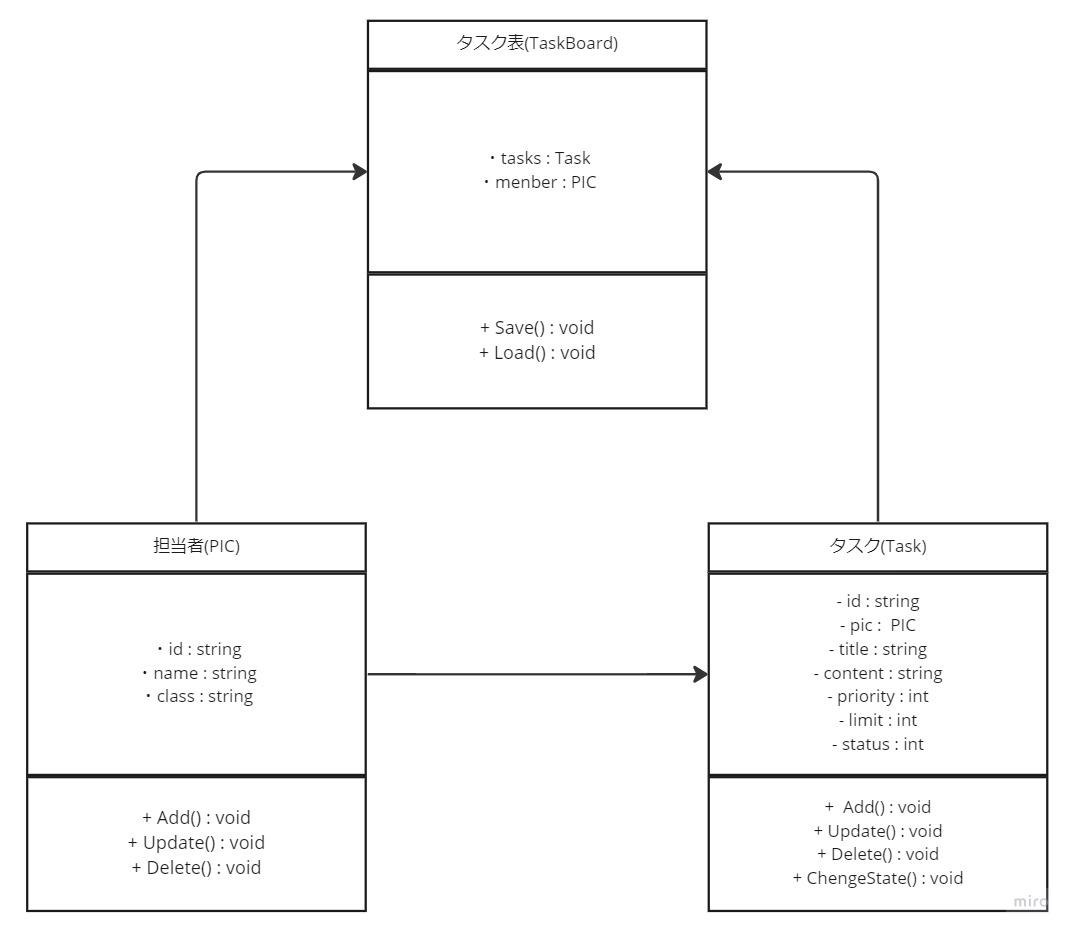 タスク表(TaskBoard)
・tasks : Task
・menber : PIC
+ Save() : void
+ Load() : void
担当者(PIC)
・id : string
・name : string
・class : string
+ Add() : void
+ Update() : void
+ Delete() : void
タスク(Task)
- id : string
- pic : PIC
- title : string
- content : string
- priority : int
- limit : int
- status : int
+ Add() : void
+ Update() : void
+ Delete() : void
+ ChengeState() : void
miro